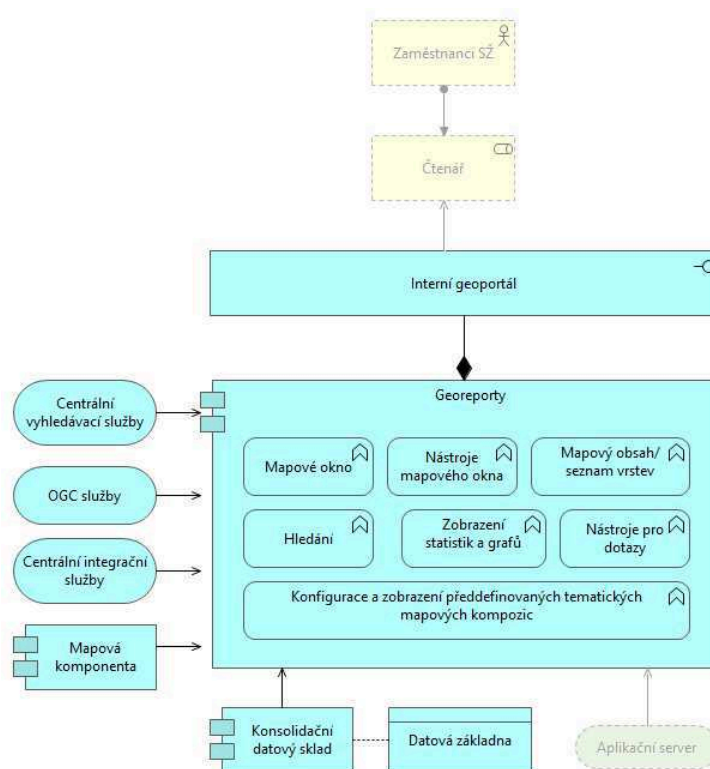 Zaměstnanci SŽ
Čtenář
Interní geoportál
Georeporty
Centrální
vyhledávací služby
OGC služby
Centrální integrační
služby
Mapová
komponenta
Mapové okno
Nástroje
mapového okna
Mapový obsah/
seznam vrstev
Hledání
Zobrazení
statistik a grafů
Nástroje pro
dotazy
Konfigurace a zobrazení předdefinovaných tematických
mapových kompozic
Konsolidační
datový sklad
Datová základna
Aplikační server